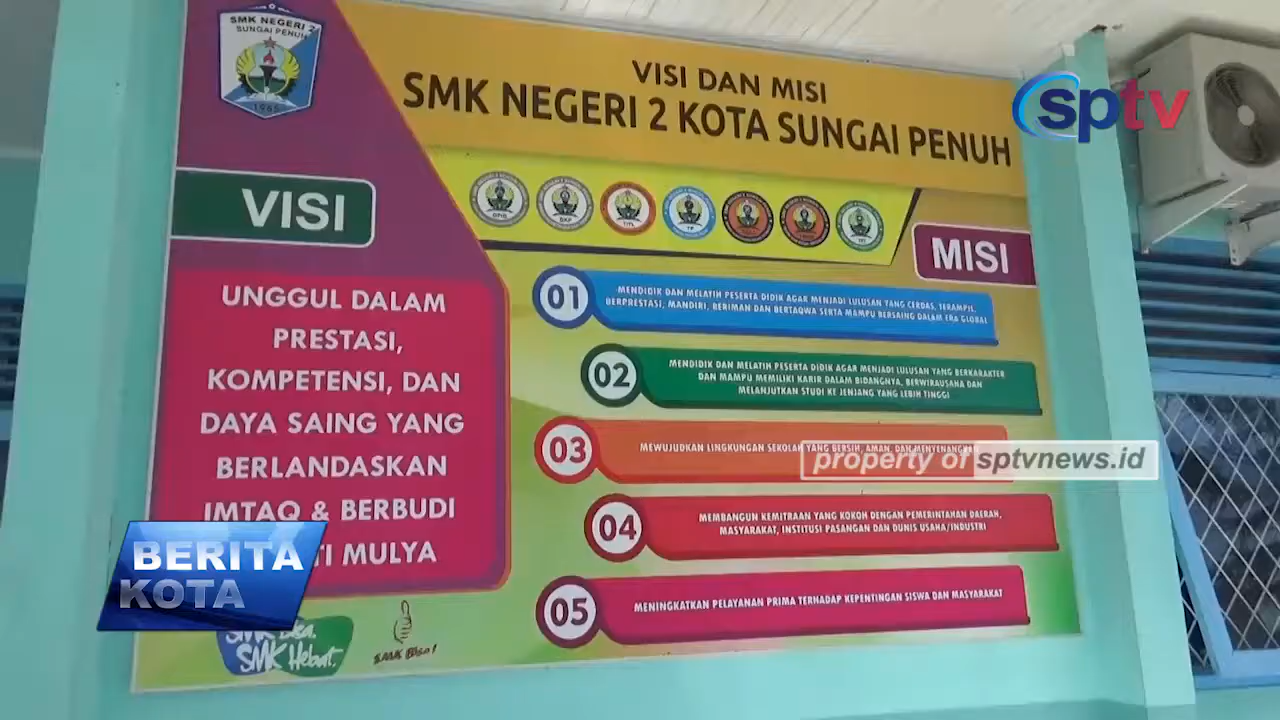 SMK NEGERI 2
SUNGAI PENUH
1965
VISI DAN MISI
SMK NEGERI 2 KOTA SUNGAI PENUH
sptv
VISI
MISI
UNGGUL DALAM
PRESTASI,
KOMPETENSI, DAN
DAYA SAING YANG
BERLANDASKAN
IMTAQ & BERBUDI
TI MULYA
01
MENDIDIK DAN MELATIH PESERTA DIDIK AGAR MENJADI LULUSAN YANG CERDAS, TERAMPIL,
BERPRESTASI, MANDIRI, BERIMAN DAN BERTAQWA SERTA MAMPU BERSAING DALAM ERA GLOBAL
02
MENDIDIK DAN MELATIH PESERTA DIDIK AGAR MENJADI LULUSAN YANG BERKARAKTER
DAN MAMPU MEMILIKI KARIR DALAM BIDANGNYA, BERWIRAUSAHA DAN
MELANJUTKAN STUDI KE JENJANG YANG LEBIH TINGGI
03
MEWUJUDKAN LINGKUNGAN SEKOLAH YANG BERSIH, AMAN, DAN MENYENANGKAN
property of sptvnews.id
04
MEMBANGUN KEMITRAAN YANG KOKOH DENGAN PEMERINTAHAN DAERAH,
MASYARAKAT, INSTITUSI PASANGAN DAN DUNIS USAHA/INDUSTRI
05
MENINGKATKAN PELAYANAN PRIMA TERHADAP KEPENTINGAN SISWA DAN MASYARAKAT
BERITA
KOTA
SMK Bisa.
SMK Hebat.
SMK Bisa!